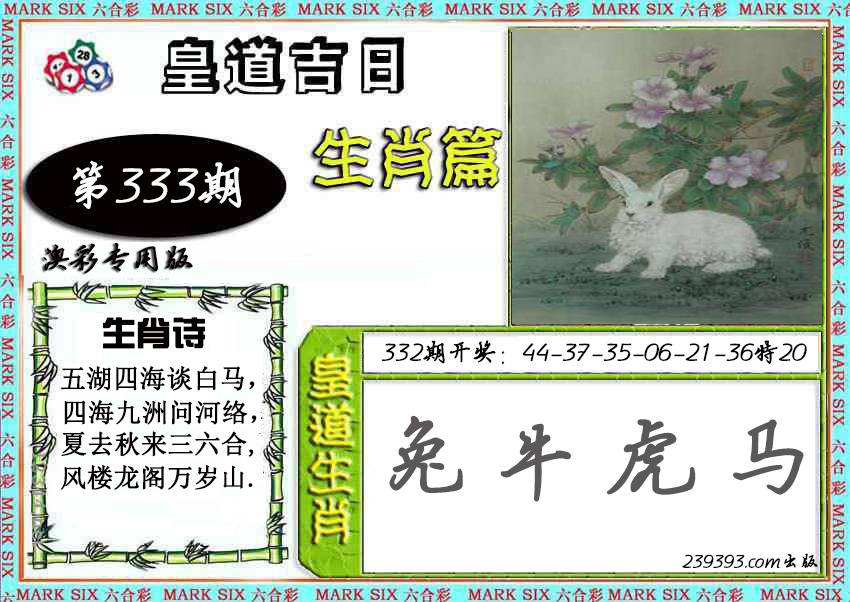 MARK SIX 六合彩 MARK SIX 六合彩 MARK SIX 六合彩 MARK SIX 六合彩 MARK SIX 六合彩 MARK SIX 六合彩
28
1
3
皇道吉日
生肖篇
第333期
澳彩专用版
生肖诗
五湖四海谈白马,
四海九洲问河络,
夏去秋来三六合,
风楼龙阁万岁山.
332期开奖:44-37-35-06-21-36特20
皇道生肖
兔牛虎马
239393.com出版
MARK SIX 六合彩 MARK SIX 六合彩 MARK SIX 六合彩 MARK SIX 六合彩 MARK SIX 六合彩 MARK SIX